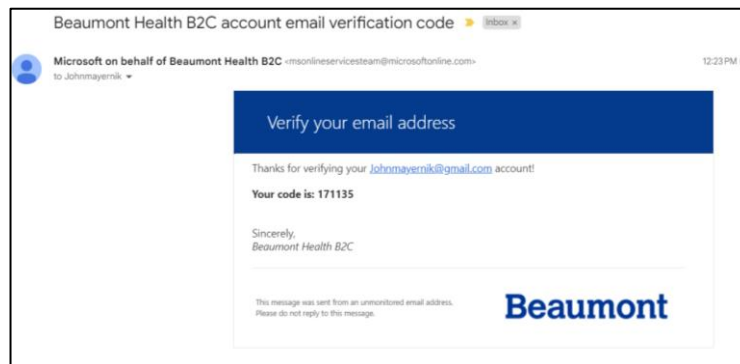 Beaumont Health B2C account email verification code
Inbox ×
Microsoft on behalf of Beaumont Health B2C <msonlineservicesteam@microsoftonline.com>
12:23 PM
to Johnmayernik
Verify your email address
Thanks for verifying your Johnmayernik@gmail.com account!
Your code is: 171135
Sincerely,
Beaumont Health B2C
This message was sent from an unmonitored email address.
Please do not reply to this message.
Beaumont